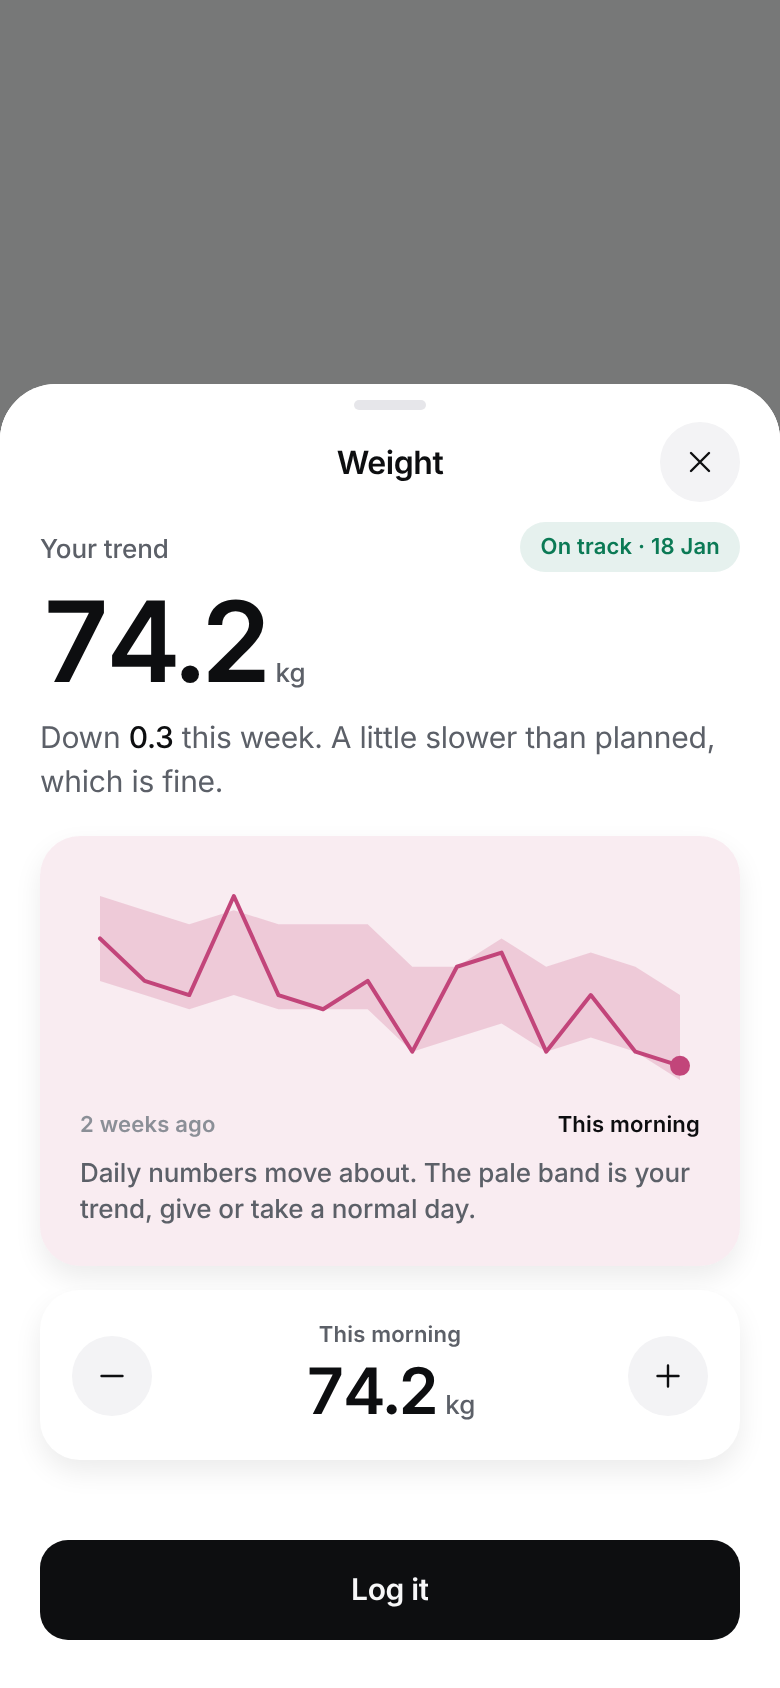 Weight
Your trend
On track · 18 Jan
74.2 kg
Down 0.3 this week. A little slower than planned,
which is fine.
2 weeks ago
This morning
Daily numbers move about. The pale band is your
trend, give or take a normal day.
This morning
74.2 kg
Log it